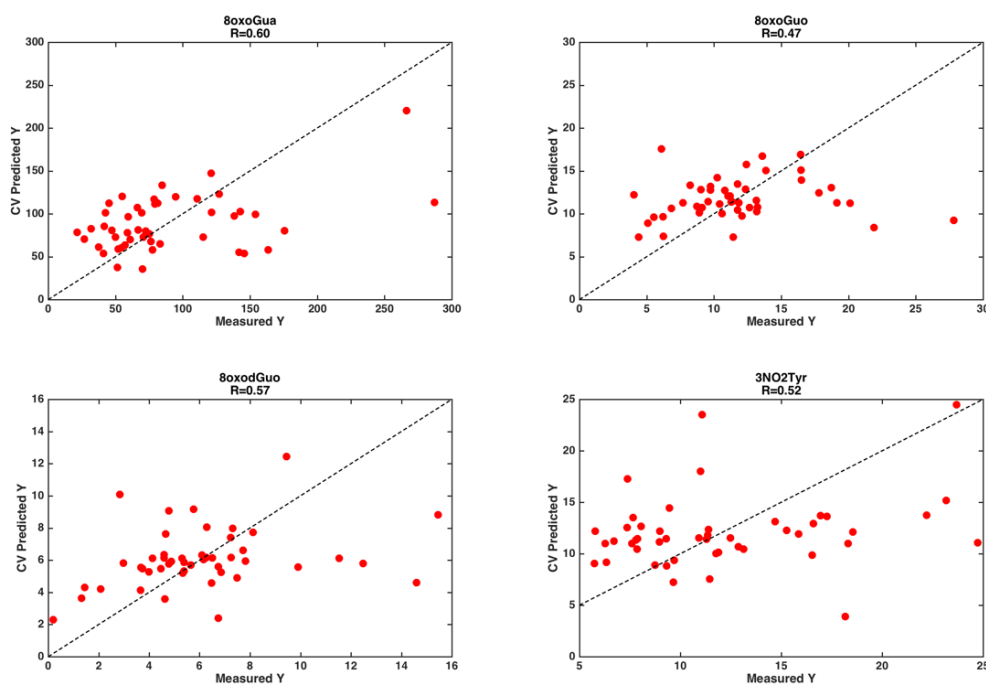 8oxoGua
R=0.60
300
250
200
150
100
50
0
CV Predicted Y
0 50 100 150 200 250 300
Measured Y
8oxoGuo
R=0.47
30
25
20
15
10
5
0
CV Predicted Y
0 5 10 15 20 25 30
Measured Y
8oxodGuo
R=0.57
16
14
12
10
8
6
4
2
0
CV Predicted Y
0 2 4 6 8 10 12 14 16
Measured Y
3NO2Tyr
R=0.52
25
20
15
10
5
0
CV Predicted Y
5 10 15 20 25
Measured Y